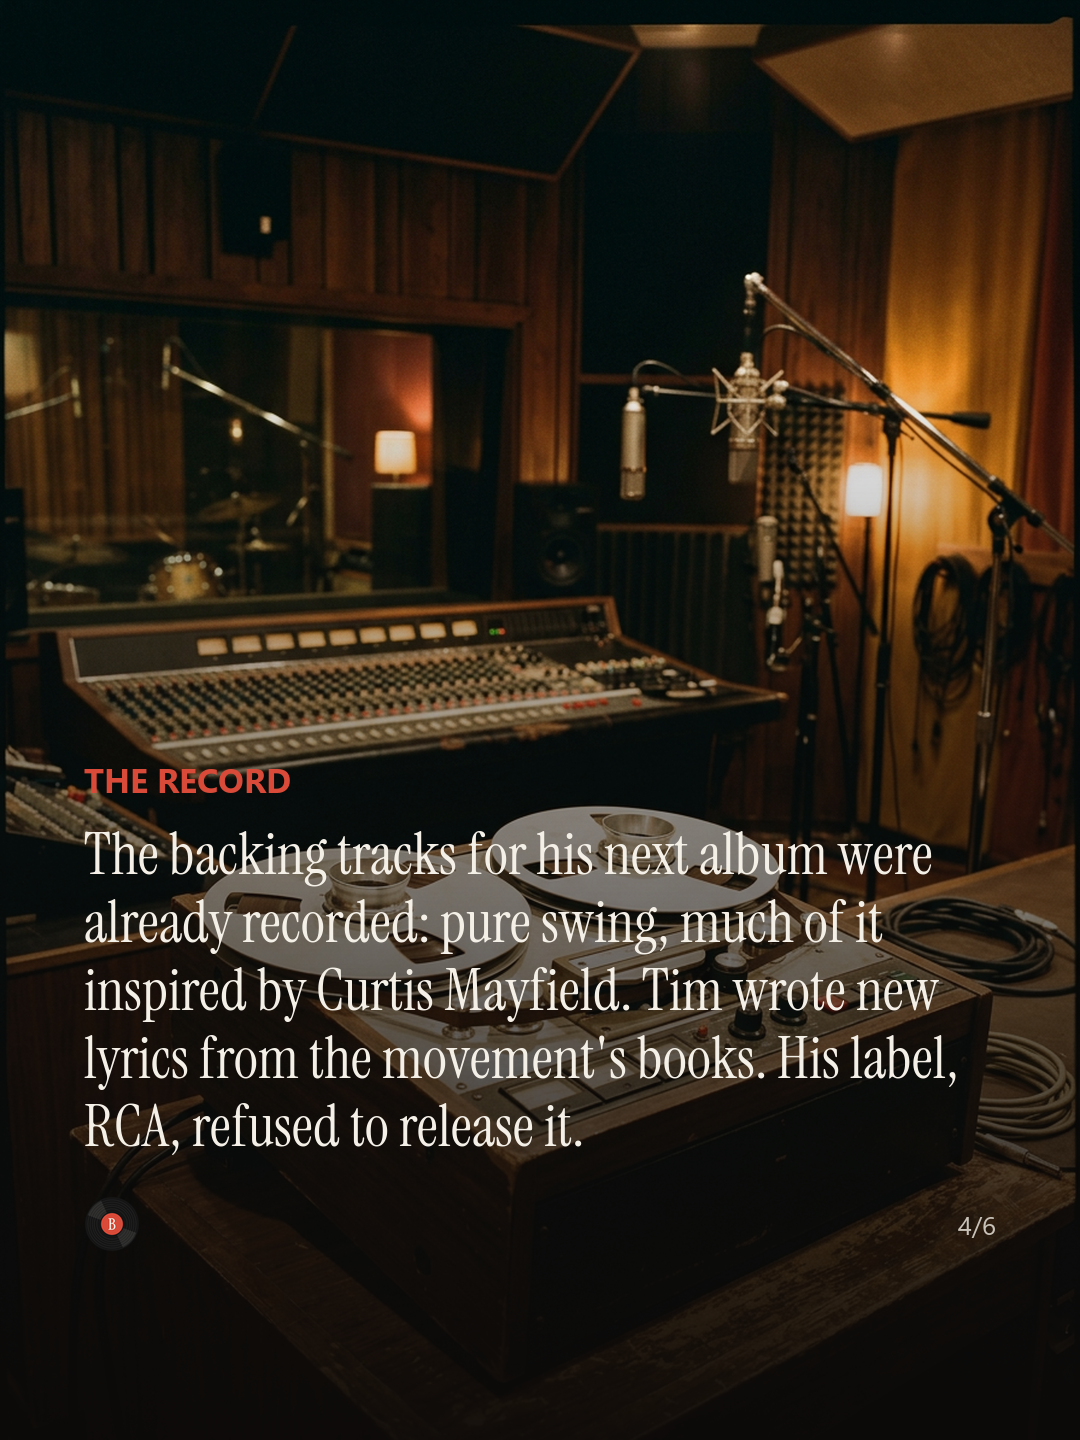 THE RECORD
The backing tracks for his next album were
already recorded: pure swing, much of it
inspired by Curtis Mayfield. Tim wrote new
lyrics from the movement's books. His label,
RCA, refused to release it.
B
4/6